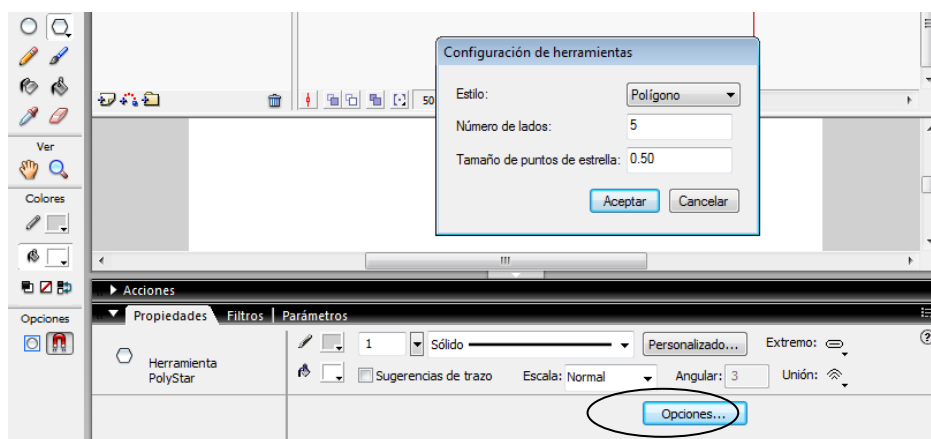 Configuración de herramientas
Estilo: Polígono
Número de lados: 5
Tamaño de puntos de estrella: 0.50
Aceptar Cancelar
50
Ver
Colores
Opciones
Acciones
Propiedades Filtros Parámetros
Herramienta
PolyStar
1 Sólido Personalizado... Extremo:
Sugerencias de trazo Escala: Normal Angular: 3 Unión:
Opciones...